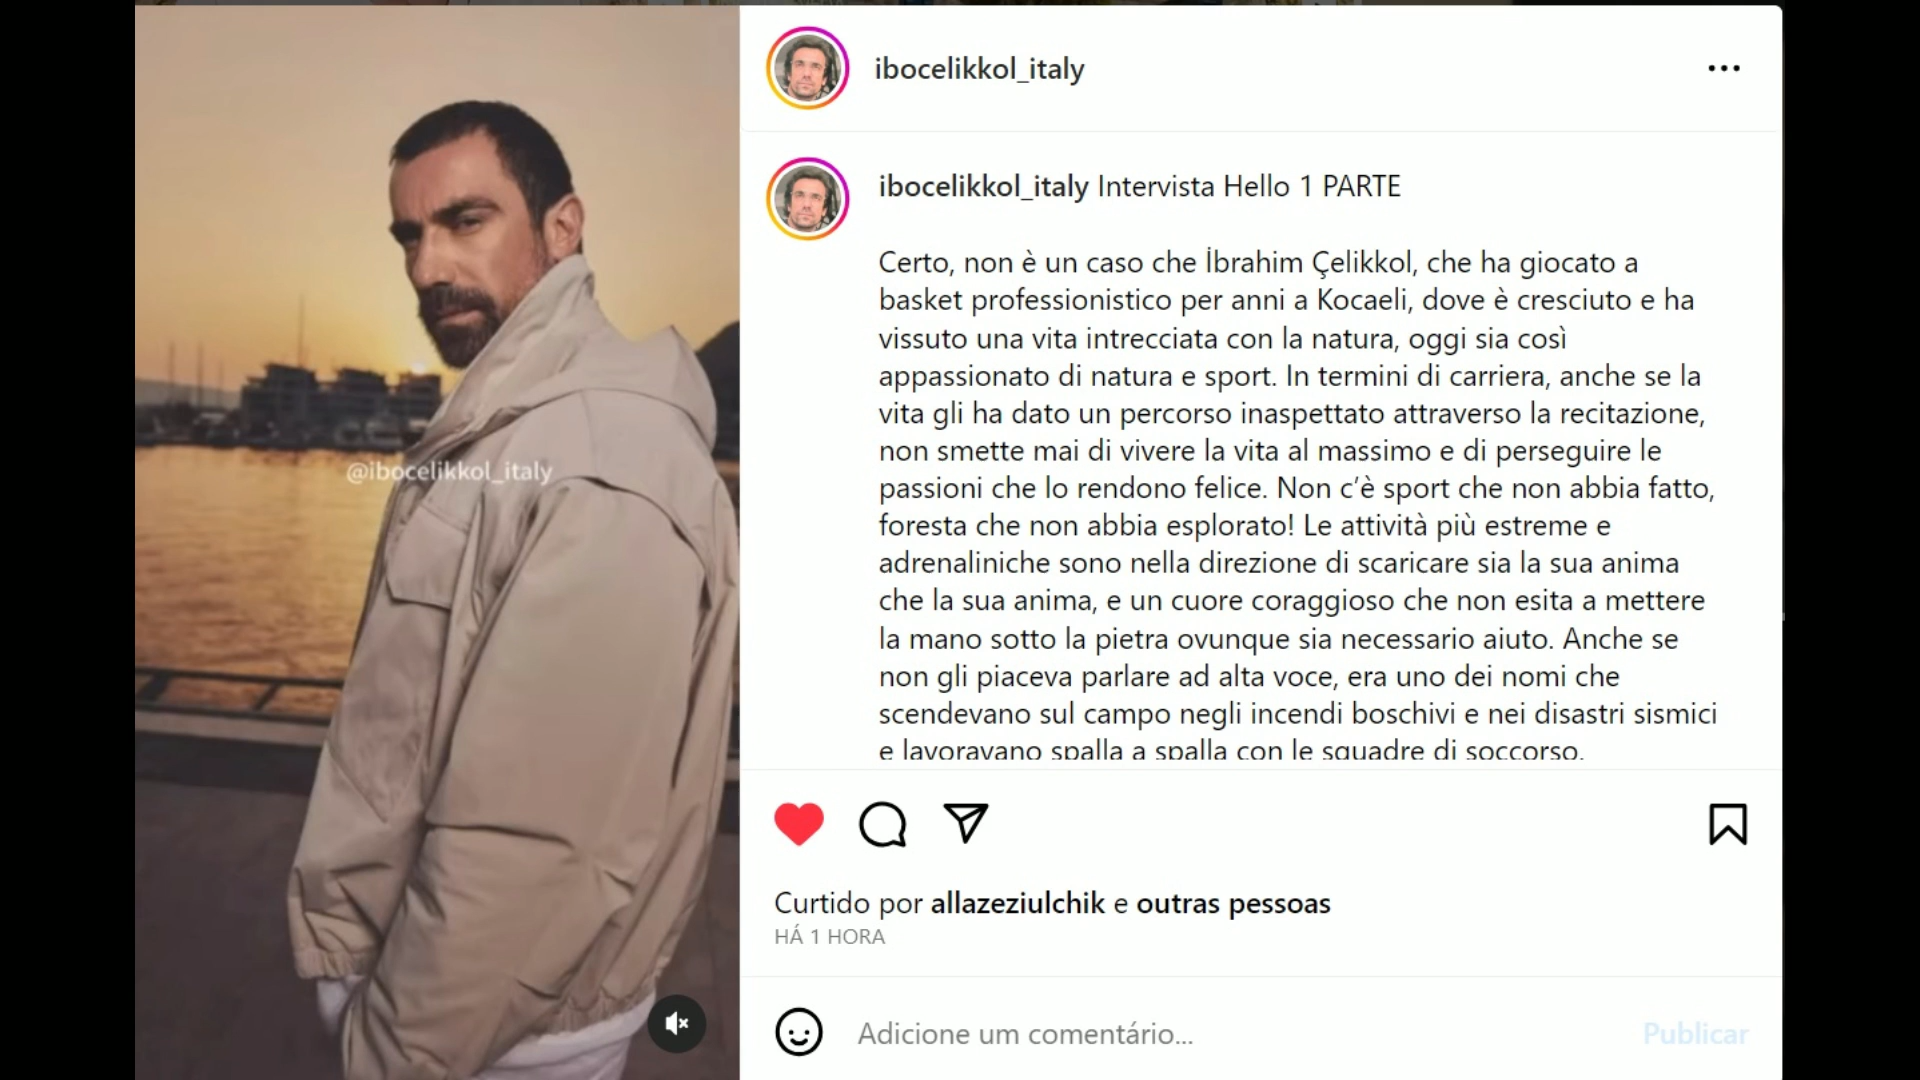 ibocelikkol_italy
ibocelikkol_italy Intervista Hello 1 PARTE
Certo, non è un caso che İbrahim Çelikkol, che ha giocato a
basket professionistico per anni a Kocaeli, dove è cresciuto e ha
vissuto una vita intrecciata con la natura, oggi sia così
appassionato di natura e sport. In termini di carriera, anche se la
vita gli ha dato un percorso inaspettato attraverso la recitazione,
non smette mai di vivere la vita al massimo e di perseguire le
passioni che lo rendono felice. Non c’è sport che non abbia fatto,
foresta che non abbia esplorato! Le attività più estreme e
adrenaliniche sono nella direzione di scaricare sia la sua anima
che la sua anima, e un cuore coraggioso che non esita a mettere
la mano sotto la pietra ovunque sia necessario aiuto. Anche se
non gli piaceva parlare ad alta voce, era uno dei nomi che
scendevano sul campo negli incendi boschivi e nei disastri sismici
e lavoravano spalla a spalla con le squadre di soccorso.
@ibocelikkol_italy
Curtido por allazeziulchik e outras pessoas
HÁ 1 HORA
Adicione um comentário...
Publicar